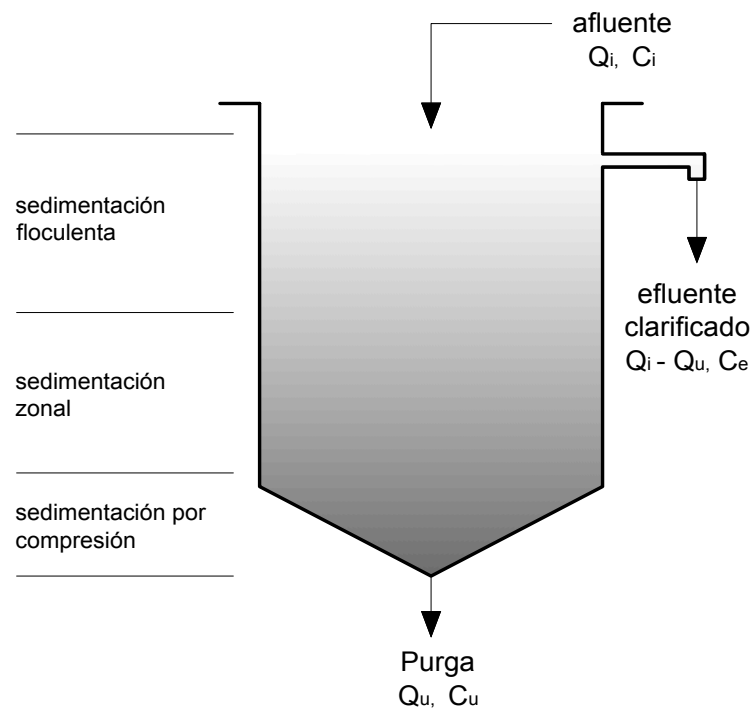 afluente
Qi, Ci
sedimentación
floculenta
efluente
clarificado
Qi - Qu, Ce
sedimentación
zonal
sedimentación por
compresión
Purga
Qu, Cu